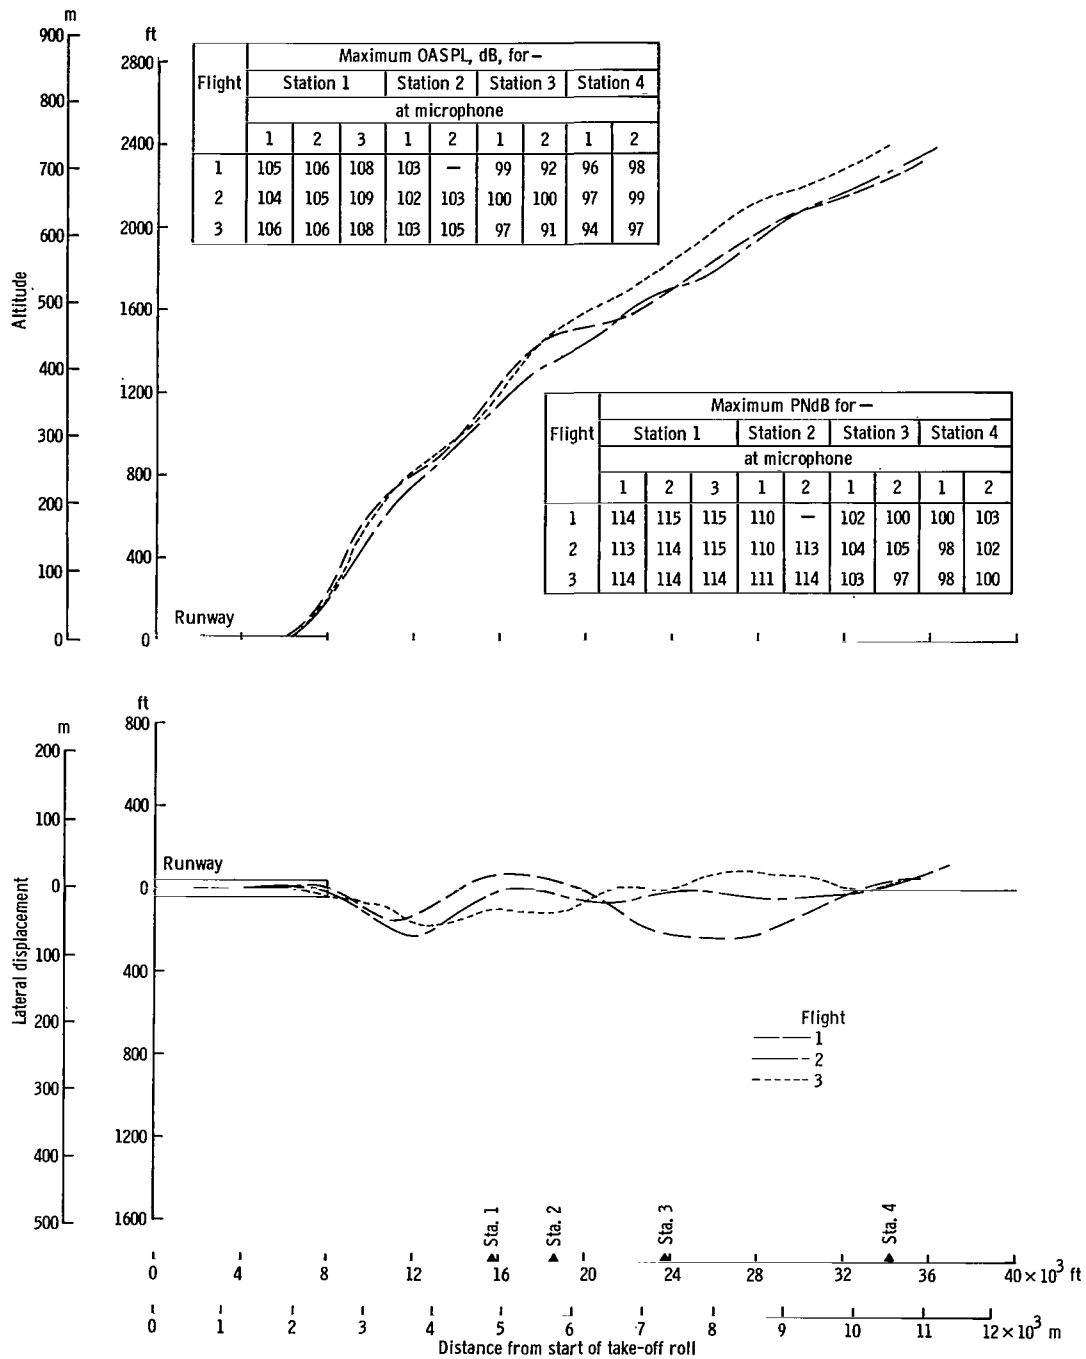 m
ft
900
800
700
600
500
400
300
200
100
0
Altitude
2800
2400
2000
1600
1200
800
400
0
Runway
Maximum OASPL, dB, for—
Flight Station 1 Station 2 Station 3 Station 4
at microphone
1 2 3 1 2 1 2 1 2
1 105 106 108 103 — 99 92 96 98
2 104 105 109 102 103 100 100 97 99
3 106 106 108 103 105 97 91 94 97
Maximum PNdB for—
Flight Station 1 Station 2 Station 3 Station 4
at microphone
1 2 3 1 2 1 2 1 2
1 114 115 115 110 — 102 100 100 103
2 113 114 115 110 113 104 105 98 102
3 114 114 114 111 114 103 97 98 100
ft
m
200
100
0
100
200
300
400
500
Lateral displacement
800
400
0
400
800
1200
1600
Runway
Flight
1
2
3
Sta. 1
Sta. 2
Sta. 3
Sta. 4
0 4 8 12 16 20 24 28 32 36 40 × 10³ ft
0 1 2 3 4 5 6 7 8 9 10 11 12 × 10³ m
Distance from start of take-off roll